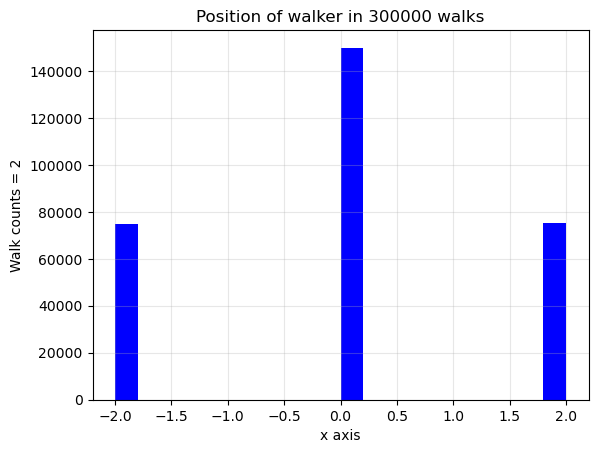 Position of walker in 300000 walks
140000
120000
100000
80000
60000
40000
20000
0
Walk counts = 2
−2.0 −1.5 −1.0 −0.5 0.0 0.5 1.0 1.5 2.0
x axis